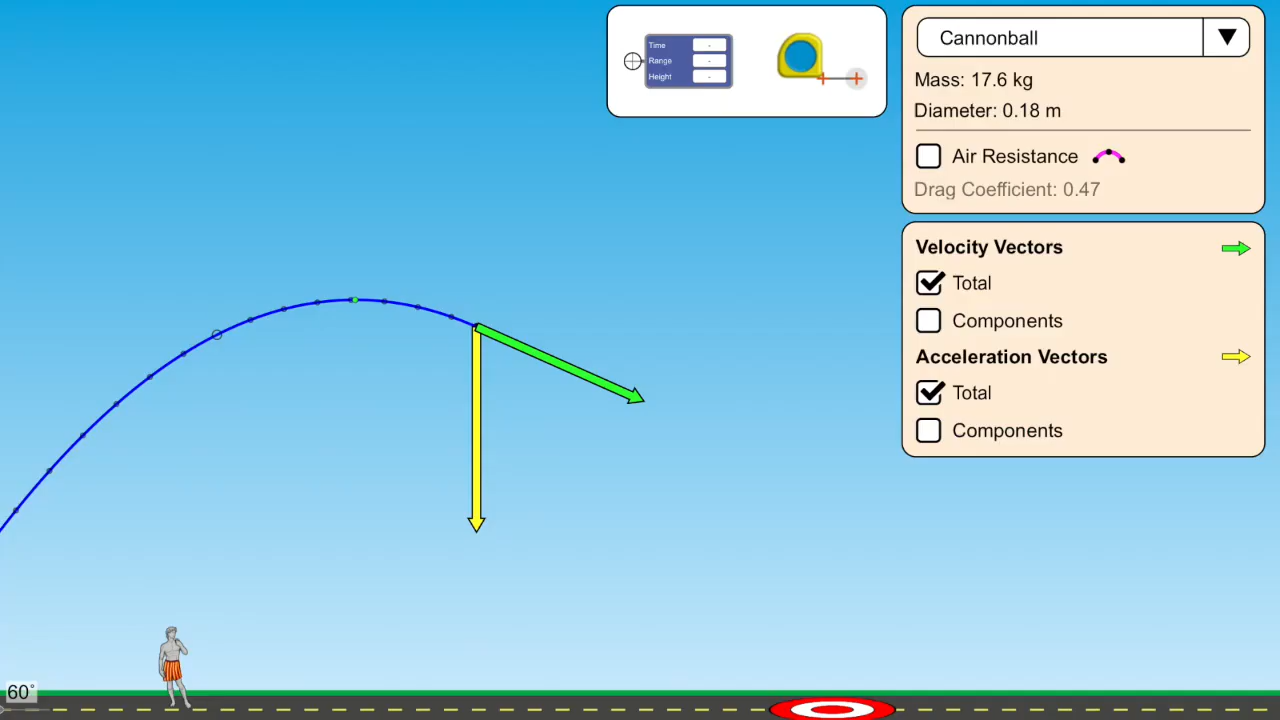 Time -
Range -
Height -
Cannonball
Mass: 17.6 kg
Diameter: 0.18 m
Air Resistance
Drag Coefficient: 0.47
Velocity Vectors
Total
Components
Acceleration Vectors
Total
Components
60°